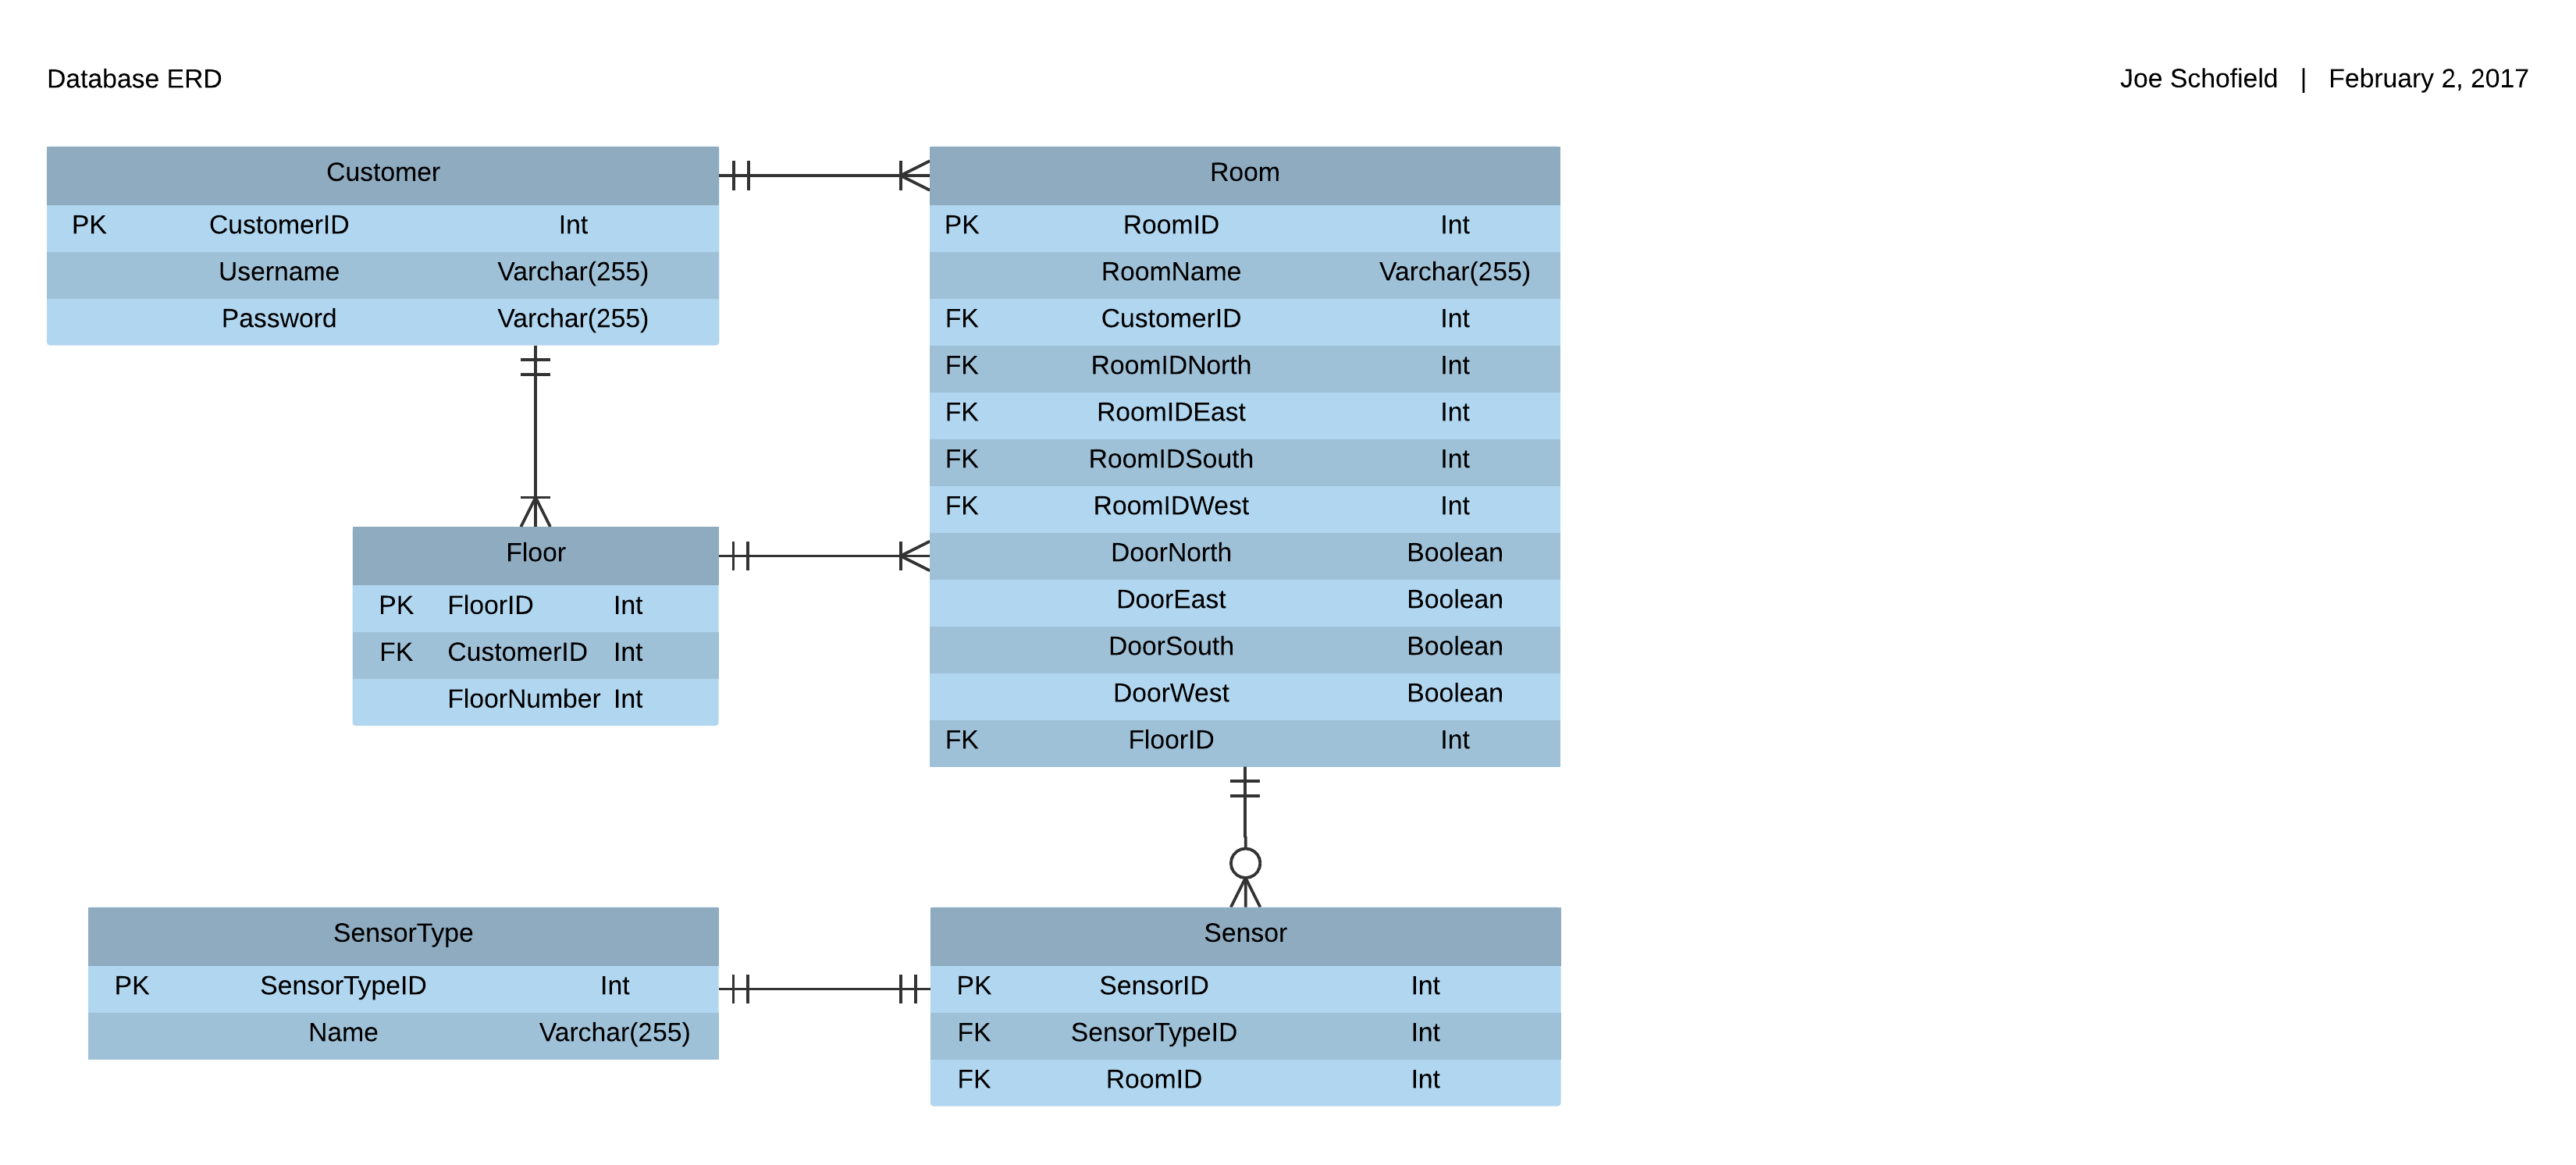 Database ERD
Joe Schofield | February 2, 2017
Customer
PK CustomerID Int
Username Varchar(255)
Password Varchar(255)
Room
PK RoomID Int
RoomName Varchar(255)
FK CustomerID Int
FK RoomIDNorth Int
FK RoomIDEast Int
FK RoomIDSouth Int
FK RoomIDWest Int
DoorNorth Boolean
DoorEast Boolean
DoorSouth Boolean
DoorWest Boolean
FK FloorID Int
Floor
PK FloorID Int
FK CustomerID Int
FloorNumber Int
SensorType
PK SensorTypeID Int
Name Varchar(255)
Sensor
PK SensorID Int
FK SensorTypeID Int
FK RoomID Int